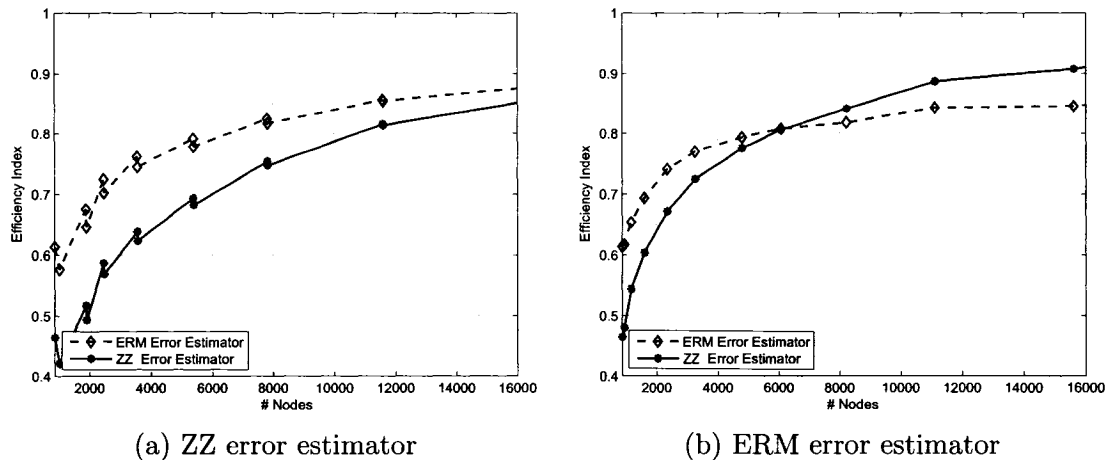 1
0.9
0.8
0.7
0.6
0.5
0.4
Efficiency Index
ERM Error Estimator
ZZ Error Estimator
2000 4000 6000 8000 10000 12000 14000 16000
# Nodes
(a) ZZ error estimator
1
0.9
0.8
0.7
0.6
0.5
0.4
Efficiency Index
ERM Error Estimator
ZZ Error Estimator
2000 4000 6000 8000 10000 12000 14000 16000
# Nodes
(b) ERM error estimator